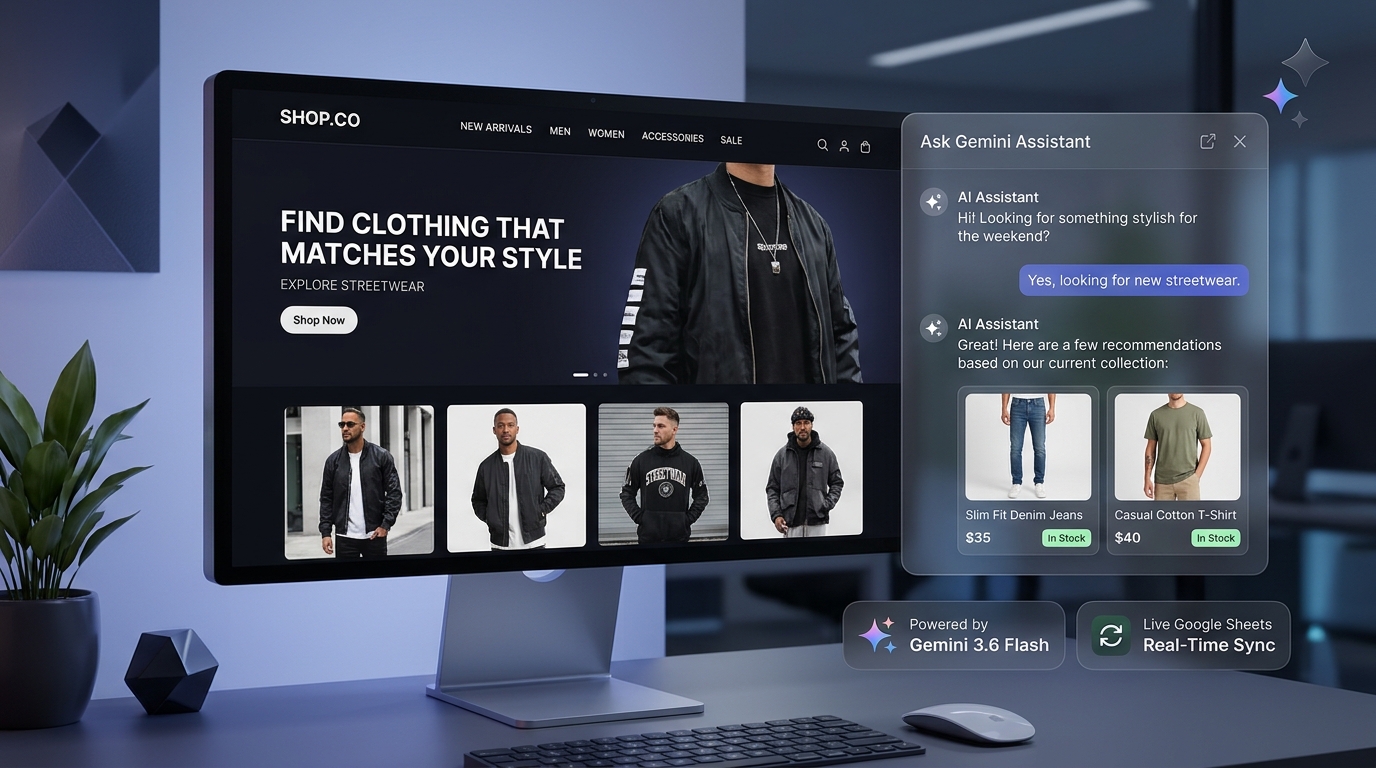 SHOP.CO
NEW ARRIVALS
MEN
WOMEN
ACCESSORIES
SALE
FIND CLOTHING THAT
MATCHES YOUR STYLE
EXPLORE STREETWEAR
Shop Now
Ask Gemini Assistant
AI Assistant
Hi! Looking for something stylish for
the weekend?
Yes, looking for new streetwear.
AI Assistant
Great! Here are a few recommendations
based on our current collection:
Slim Fit Denim Jeans
$35
In Stock
Casual Cotton T-Shirt
$40
In Stock
Powered by
Gemini 3.6 Flash
Live Google Sheets
Real-Time Sync